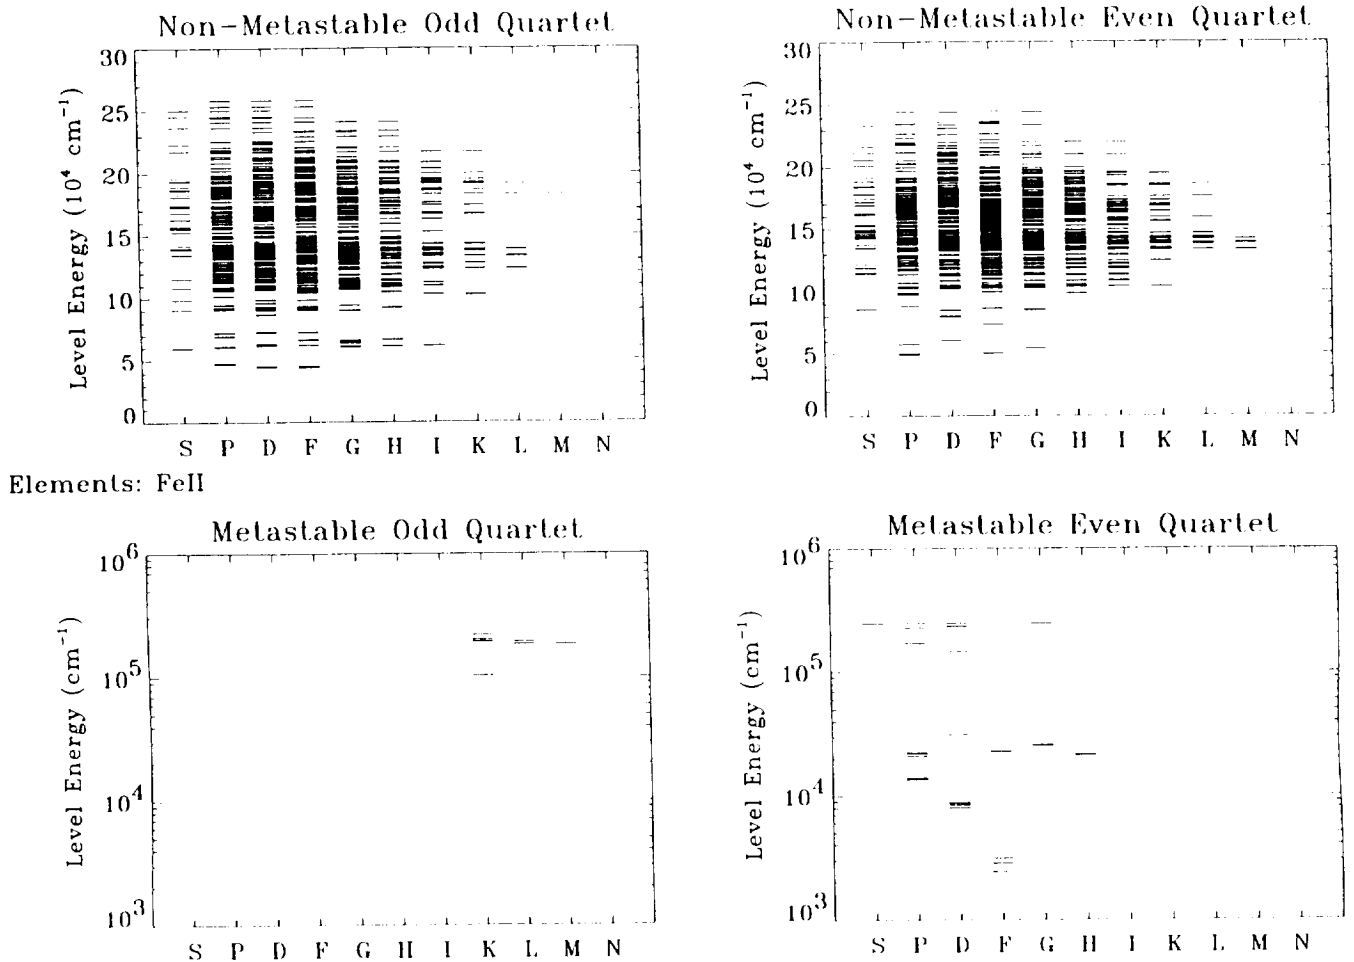 Non-Metastable Odd Quartet
Level Energy (10⁴ cm⁻¹)
30
25
20
15
10
5
0
S P D F G H I K L M N
Non-Metastable Even Quartet
Level Energy (10⁴ cm⁻¹)
30
25
20
15
10
5
0
S P D F G H I K L M N
Elements: FeII
Metastable Odd Quartet
Level Energy (cm⁻¹)
10⁶
10⁵
10⁴
10³
S P D F G H I K L M N
Metastable Even Quartet
Level Energy (cm⁻¹)
10⁶
10⁵
10⁴
10³
S P D F G H I K L M N